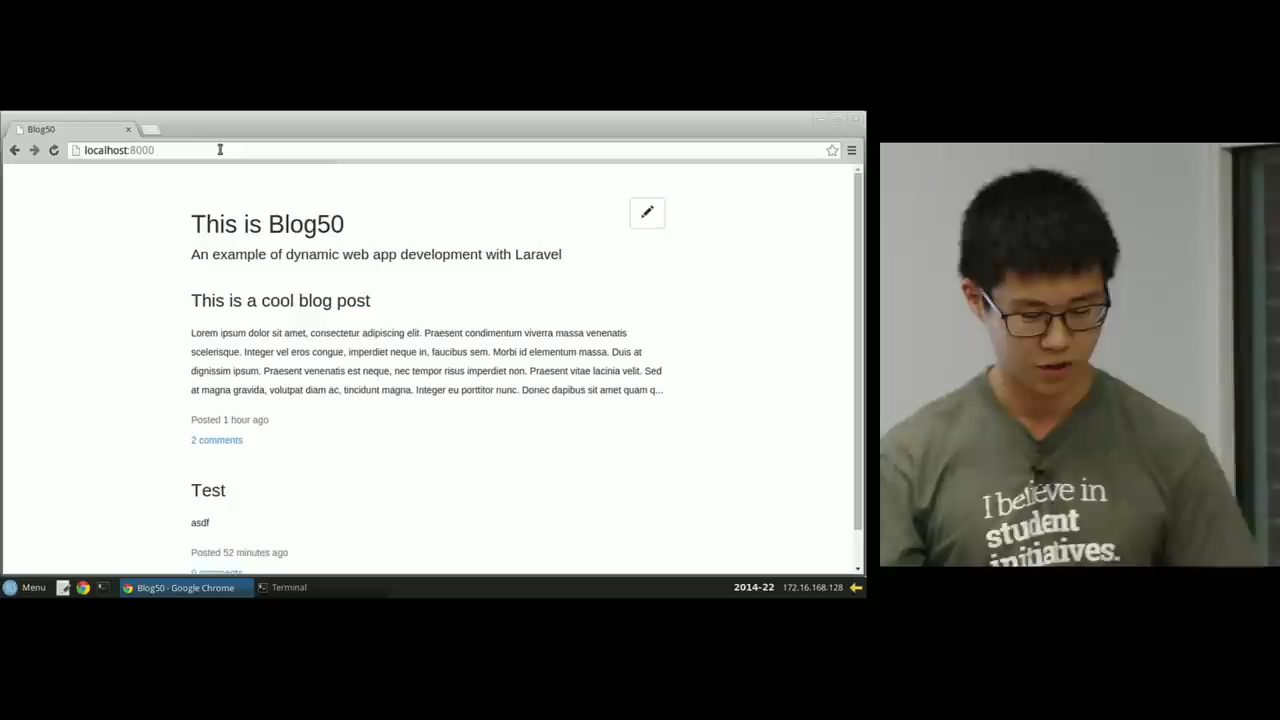 Blog50
localhost:8000
This is Blog50
An example of dynamic web app development with Laravel
This is a cool blog post
Lorem ipsum dolor sit amet, consectetur adipiscing elit. Praesent condimentum viverra massa venenatis
scelerisque. Integer vel eros congue, imperdiet neque in, faucibus sem. Morbi id elementum massa. Duis at
dignissim ipsum. Praesent venenatis est neque, nec tempor risus imperdiet non. Praesent vitae lacinia velit. Sed
at magna gravida, volutpat diam ac, tincidunt magna. Integer eu porttitor nunc. Donec dapibus sit amet quam q...
Posted 1 hour ago
2 comments
Test
asdf
Posted 52 minutes ago
Menu
Blog50 - Google Chrome
Terminal
2014-22
172.16.168.128
I believe in
student
initiatives.